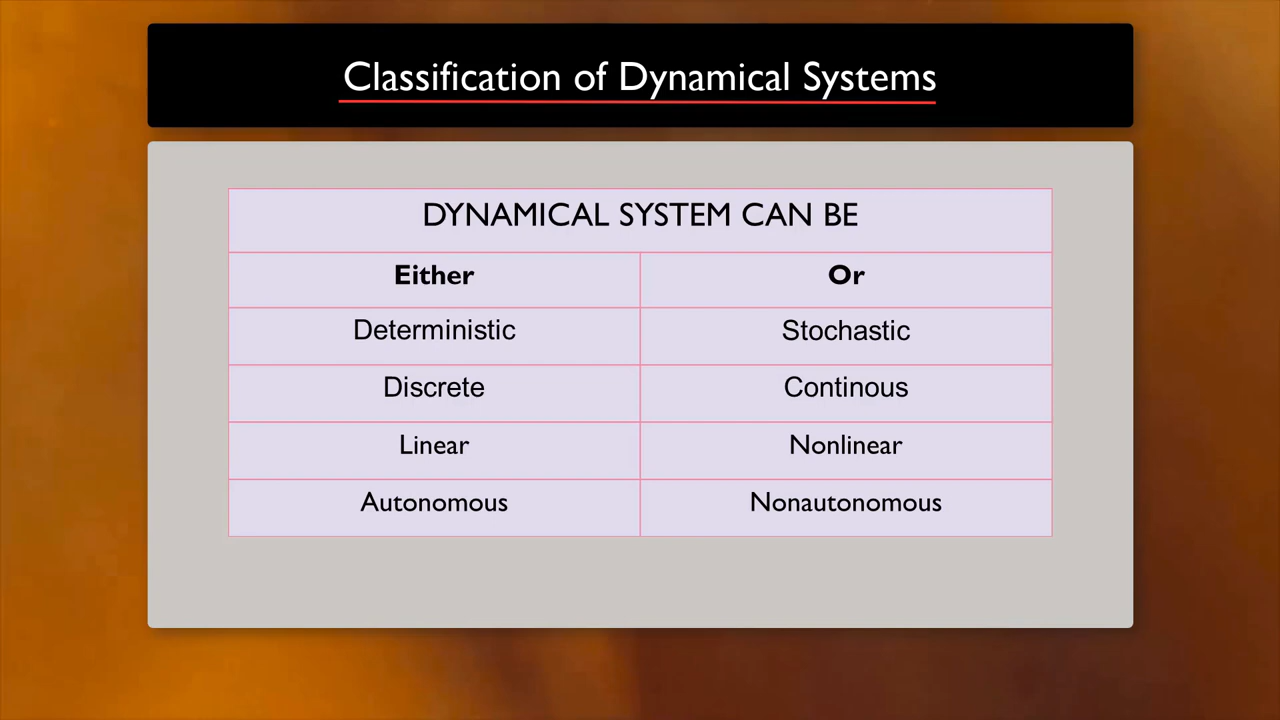 Classification of Dynamical Systems
DYNAMICAL SYSTEM CAN BE
Either Or
Deterministic Stochastic
Discrete Continous
Linear Nonlinear
Autonomous Nonautonomous